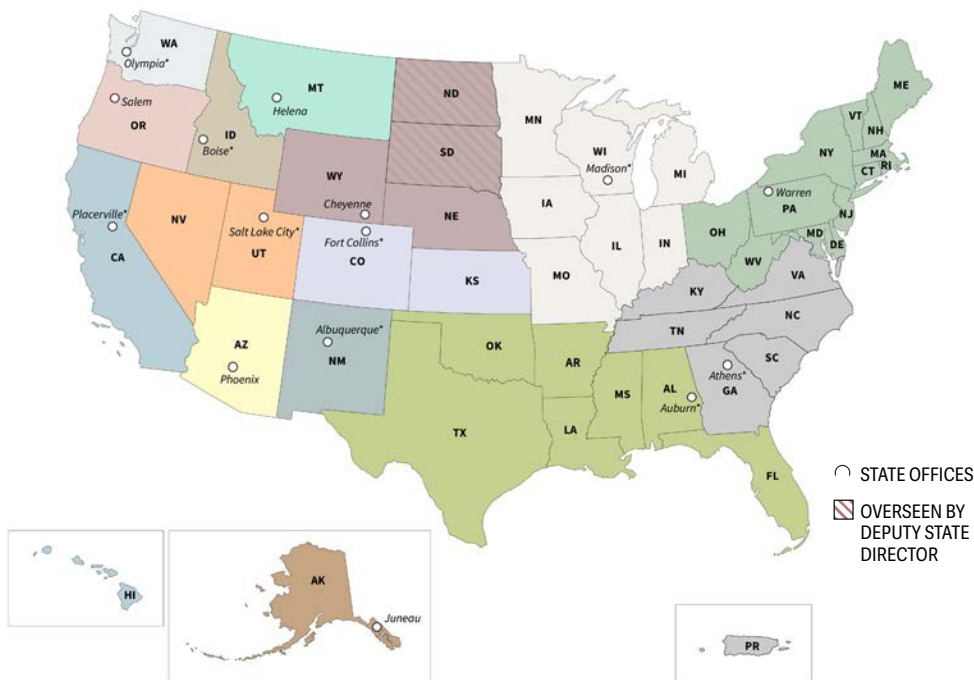 WA
Olympia*
Salem
OR
ID
Boise*
MT
Helena
ND
SD
WY
Cheyenne
NE
Placerville*
CA
NV
Salt Lake City*
UT
Fort Collins*
CO
KS
AZ
Phoenix
Albuquerque*
NM
MN
WI
Madison*
MI
IA
IL
IN
MO
OK
AR
TX
LA
MS
AL
Auburn*
FL
KY
TN
VA
NC
SC
Athens*
GA
OH
WV
Warren
PA
NY
VT
NH
ME
MA
CT
RI
NJ
MD
DE
STATE OFFICES
OVERSEEN BY
DEPUTY STATE
DIRECTOR
HI
AK
Juneau
PR